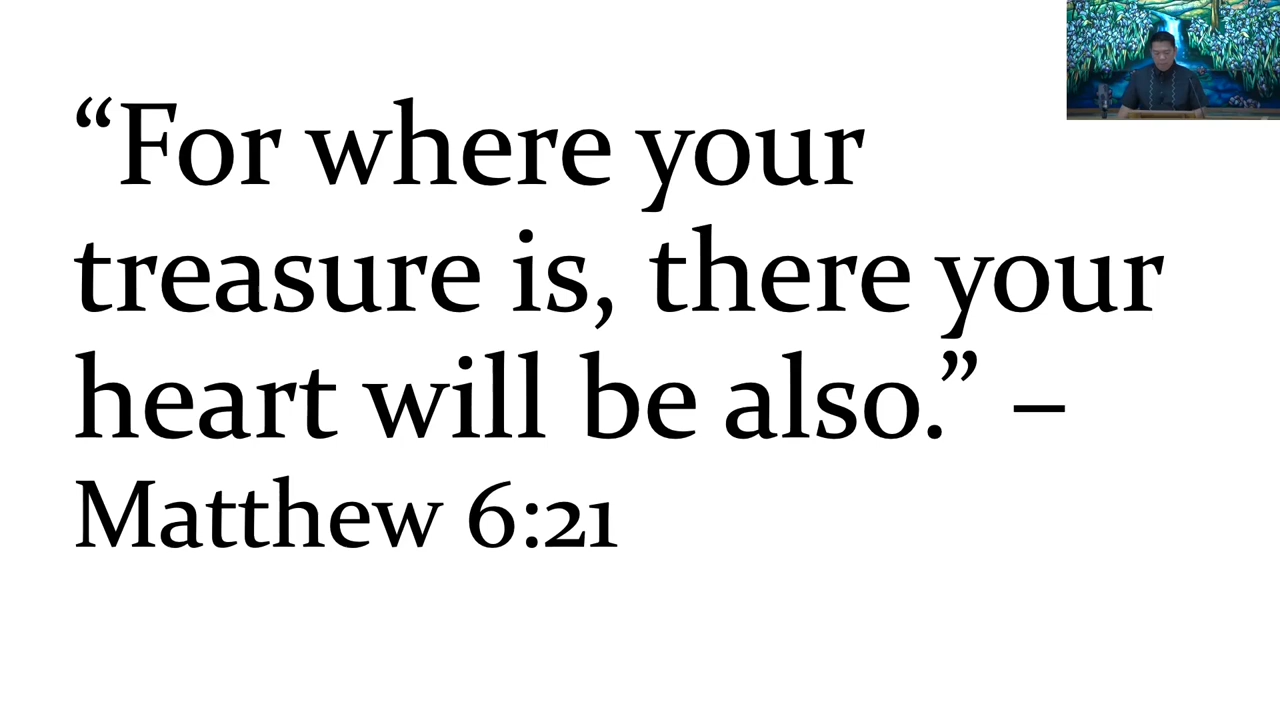 “For where your
treasure is, there your
heart will be also.” –
Matthew 6:21